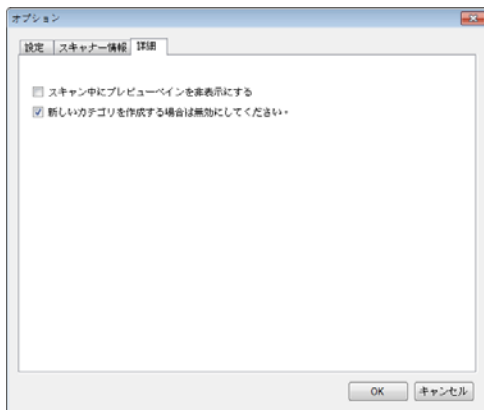 オプション
設定 スキャナー情報 詳細
スキャン中にプレビューペインを非表示にする
新しいカテゴリを作成する場合は無効にしてください。
OK キャンセル